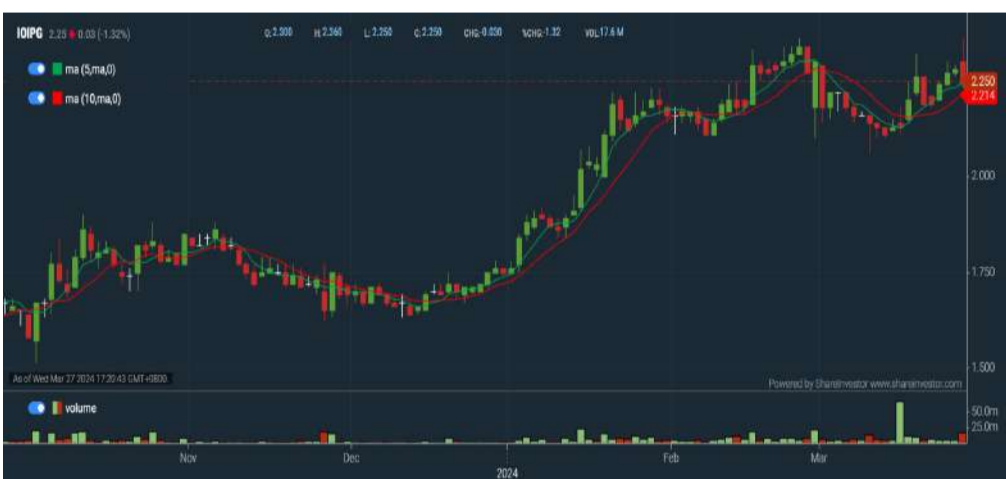 IOIPG 2.25 0.03 (-1.32%) O: 2.300 H: 2.360 L: 2.250 C: 2.250 CHG:-0.030 %CHG:-1.32 VOL:17.6 M
ma (5,ma,0)
ma (10,ma,0)
2.250
2.214
2.000
1.750
1.500
As of Wed Mar 27 2024 17:20:43 GMT+0800
Powered by ShareInvestor www.shareinvestor.com
volume
50.0m
25.0m
Nov Dec Feb Mar
2024